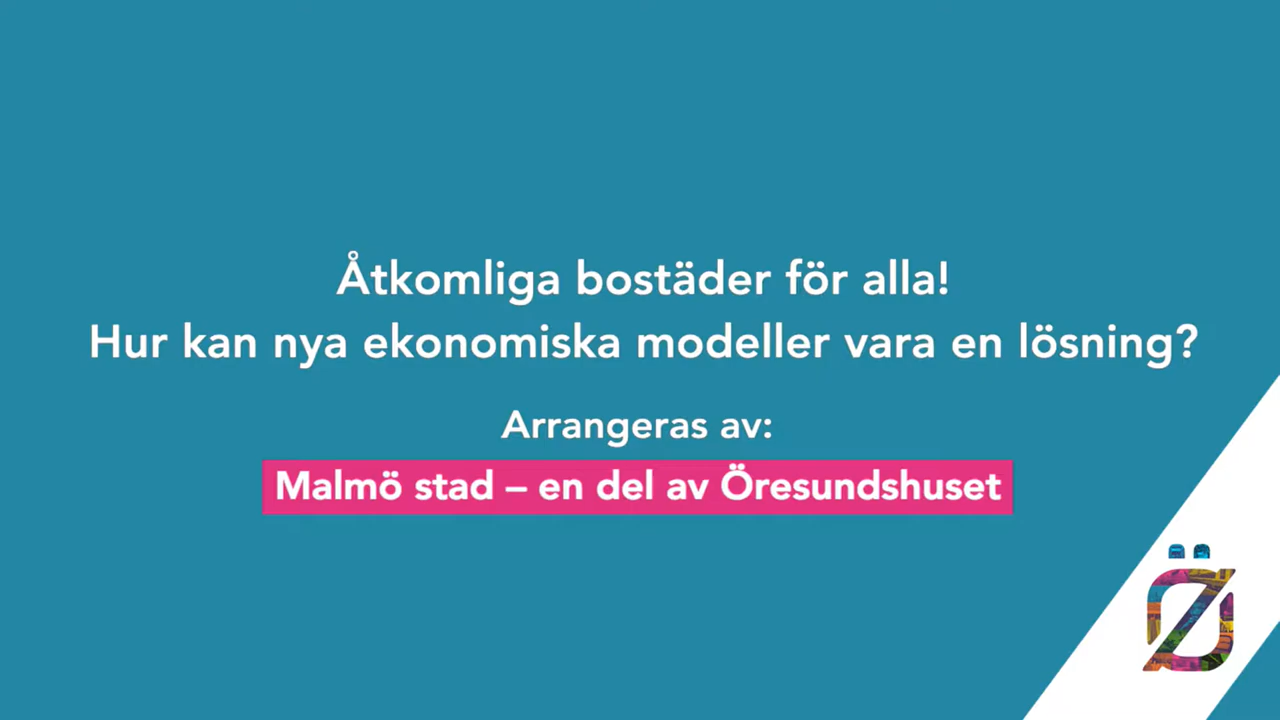 Åtkomliga bostäder för alla!
Hur kan nya ekonomiska modeller vara en lösning?
Arrangeras av:
Malmö stad – en del av Öresundshuset